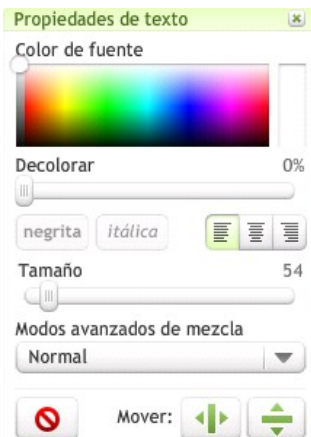 Propiedades de texto
Color de fuente
Decolorar 0%
negrita itálica
Tamaño 54
Modos avanzados de mezcla
Normal
Mover: